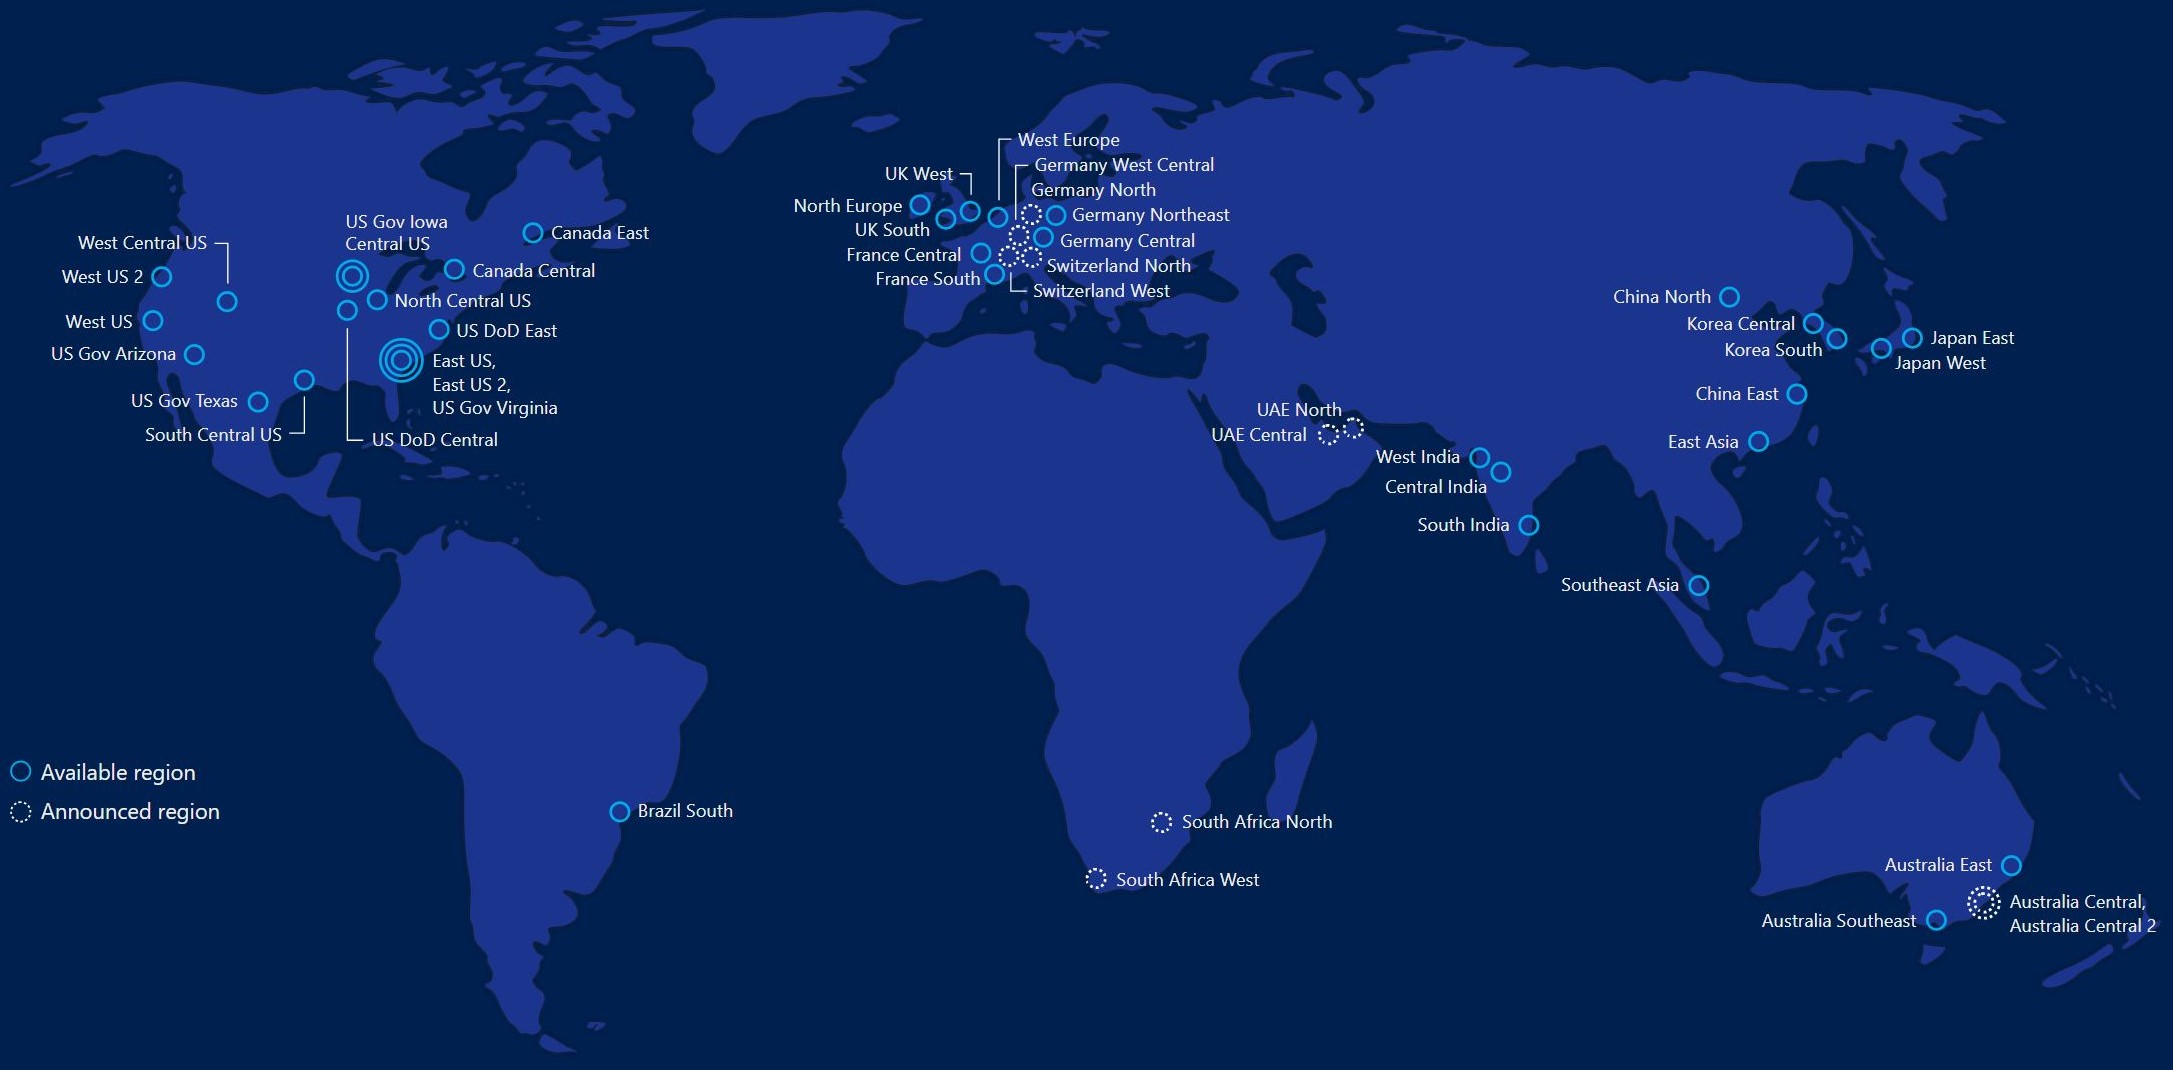 West Europe
Germany West Central
UK West
Germany North
North Europe
Germany Northeast
UK South
US Gov Iowa
Central US
Canada East
West Central US
Germany Central
France Central
Switzerland North
Canada Central
West US 2
France South
Switzerland West
North Central US
China North
West US
Korea Central
US DoD East
Japan East
Korea South
US Gov Arizona
East US,
East US 2,
US Gov Virginia
Japan West
China East
US Gov Texas
UAE North
South Central US
UAE Central
US DoD Central
East Asia
West India
Central India
South India
Southeast Asia
Available region
Announced region
Brazil South
South Africa North
Australia East
South Africa West
Australia Central,
Australia Central 2
Australia Southeast